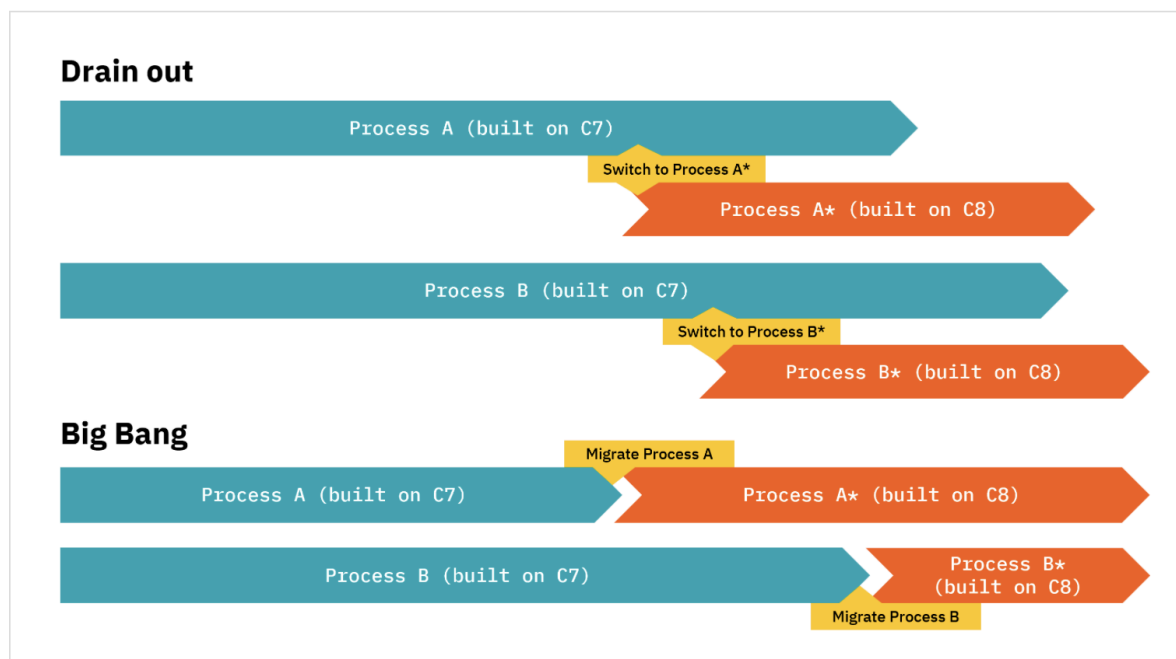 Drain out
Process A (built on C7)
Switch to Process A*
Process A* (built on C8)
Process B (built on C7)
Switch to Process B*
Process B* (built on C8)
Big Bang
Migrate Process A
Process A (built on C7)
Process A* (built on C8)
Process B (built on C7)
Process B*
(built on C8)
Migrate Process B